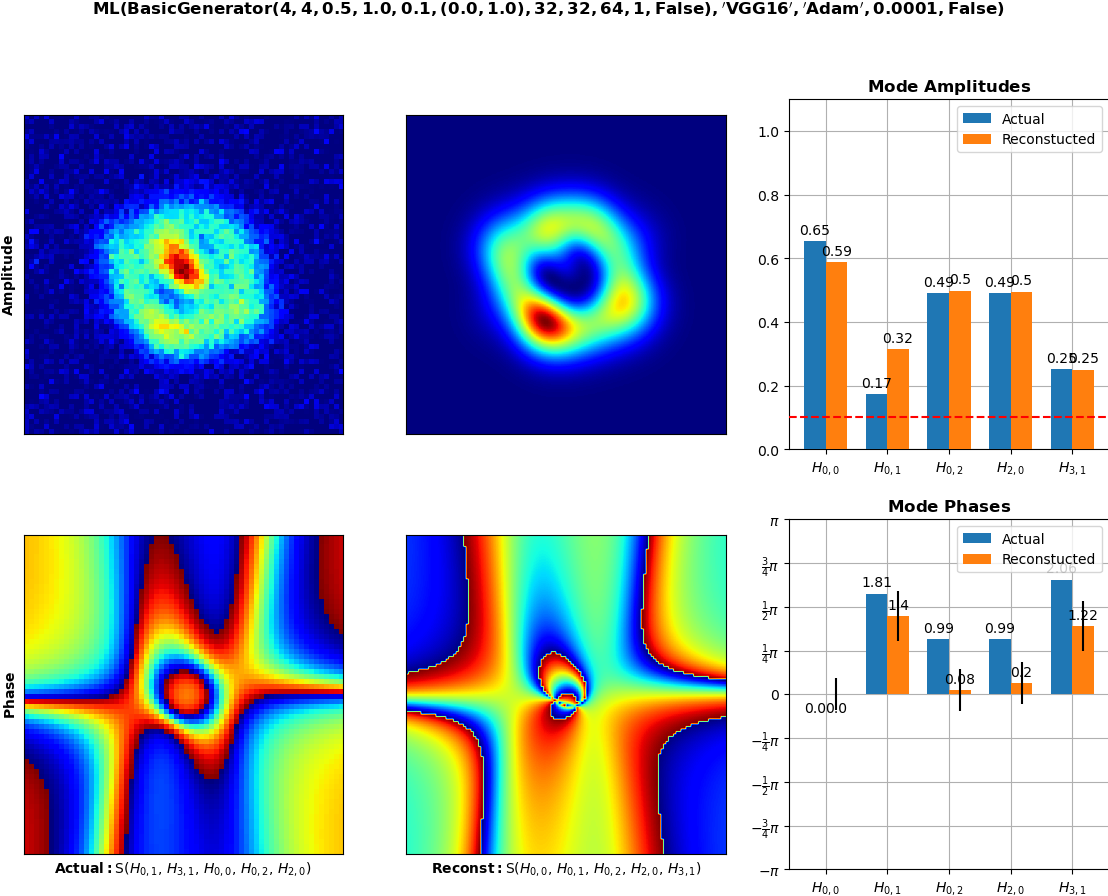 ML(BasicGenerator(4, 4, 0.5, 1.0, 0.1, (0.0, 1.0), 32, 32, 64, 1, False), ′VGG16′, ′Adam′, 0.0001, False)
Amplitude
Mode Amplitudes
Actual
Reconstucted
1.0
0.8
0.6
0.4
0.2
0.0
0.65
0.59
0.17
0.32
0.49
0.5
0.49
0.5
0.25
0.25
H0,0
H0,1
H0,2
H2,0
H3,1
Phase
Actual: S(H0,1, H3,1, H0,0, H0,2, H2,0)
Reconst: S(H0,0, H0,1, H0,2, H2,0, H3,1)
Mode Phases
Actual
Reconstucted
π
3/4π
1/2π
1/4π
0
−1/4π
−1/2π
−3/4π
−π
1.81
1.4
0.99
0.08
0.99
0.2
2.06
1.22
H0,0
H0,1
H0,2
H2,0
H3,1